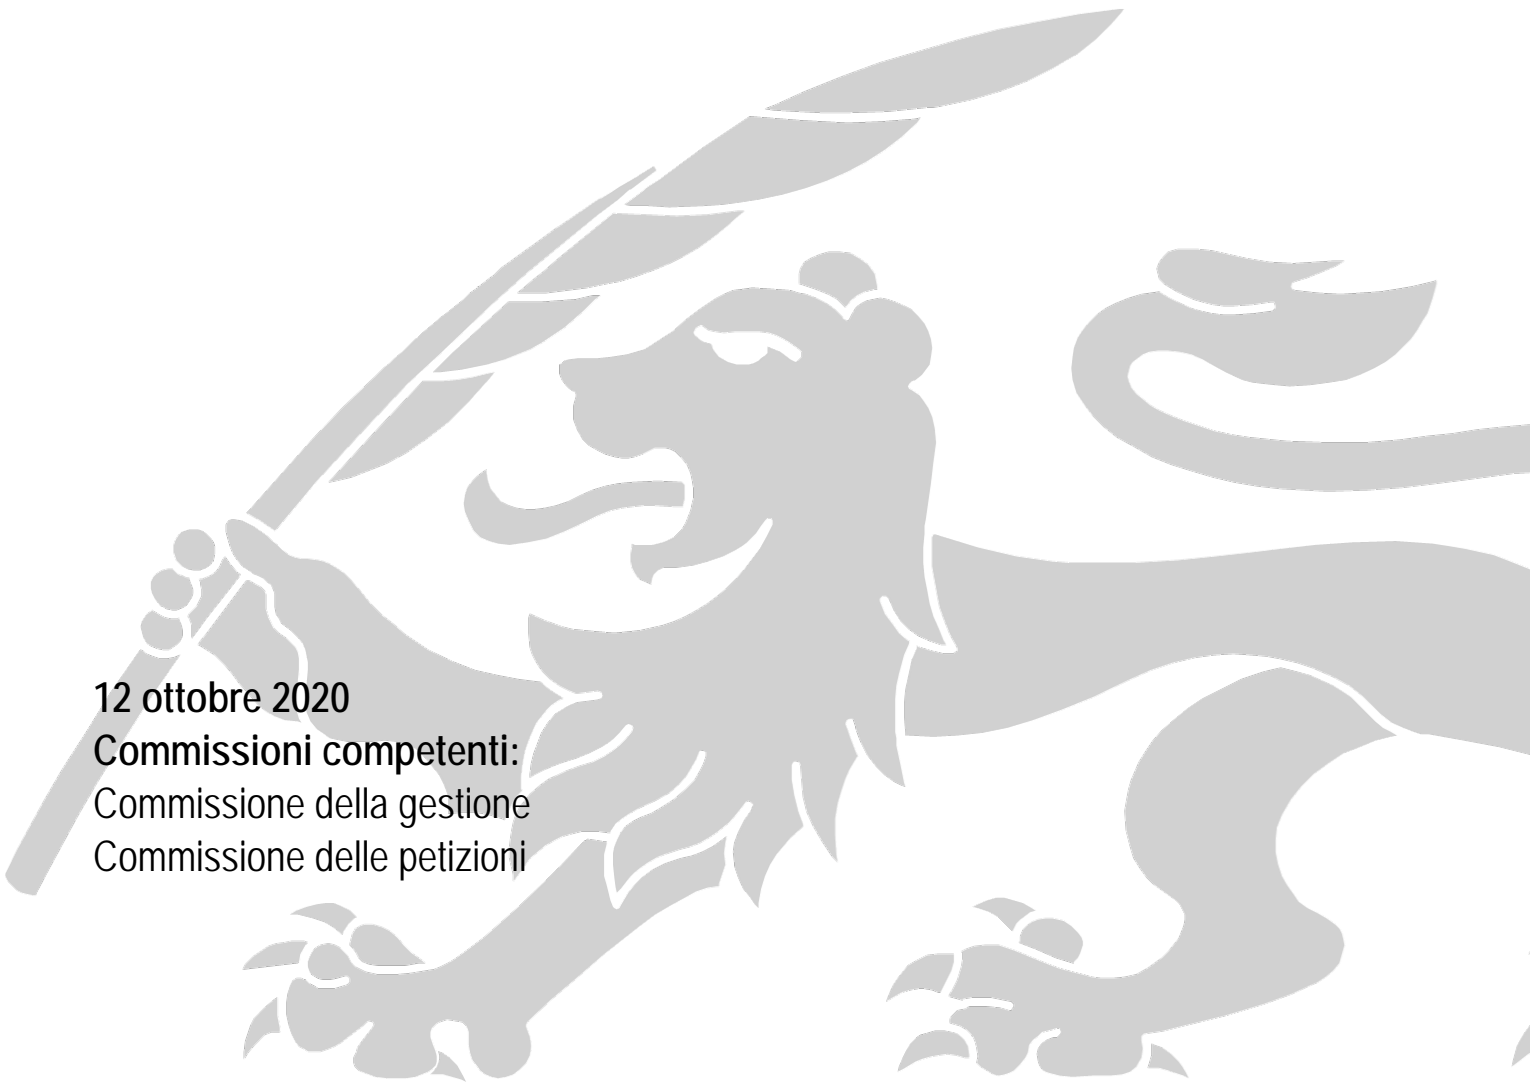 12 ottobre 2020
Commissioni competenti:
Commissione della gestione
Commissione delle petizioni